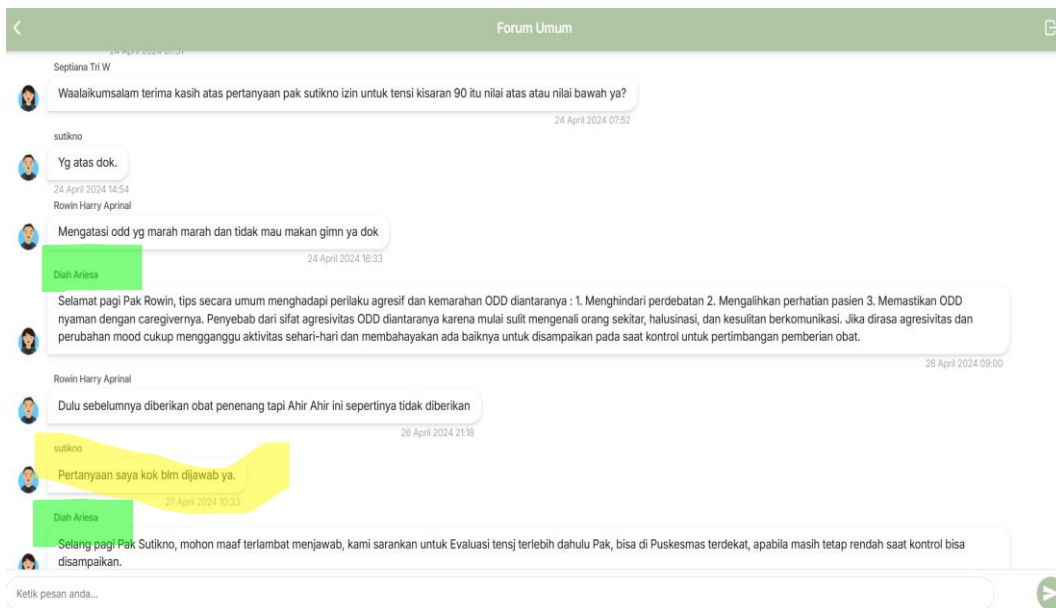 Forum Umum
24 April 2024 07:51
Septiana Tri W
Waalaikumsalam terima kasih atas pertanyaan pak sutikno izin untuk tensi kisaran 90 itu nilai atas atau nilai bawah ya?
24 April 2024 07:52
sutikno
Yg atas dok.
24 April 2024 14:54
Rowin Harry Aprinal
Mengatasi odd yg marah marah dan tidak mau makan gimn ya dok
24 April 2024 16:33
Diah Ariesa
Selamat pagi Pak Rowin, tips secara umum menghadapi perilaku agresif dan kemarahan ODD diantaranya : 1. Menghindari perdebatan 2. Mengalihkan perhatian pasien 3. Memastikan ODD
nyaman dengan caregivernya. Penyebab dari sifat agresivitas ODD diantaranya karena mulai sulit mengenali orang sekitar, halusinasi, dan kesulitan berkomunikasi. Jika dirasa agresivitas dan
perubahan mood cukup mengganggu aktivitas sehari-hari dan membahayakan ada baiknya untuk disampaikan pada saat kontrol untuk pertimbangan pemberian obat.
26 April 2024 09:00
Rowin Harry Aprinal
Dulu sebelumnya diberikan obat penenang tapi Ahir Ahir ini sepertinya tidak diberikan
26 April 2024 21:18
sutikno
Pertanyaan saya kok blm dijawab ya.
27 April 2024 10:33
Diah Ariesa
Selang pagi Pak Sutikno, mohon maaf terlambat menjawab, kami sarankan untuk Evaluasi tensj terlebih dahulu Pak, bisa di Puskesmas terdekat, apabila masih tetap rendah saat kontrol bisa
disampaikan.
Ketik pesan anda...